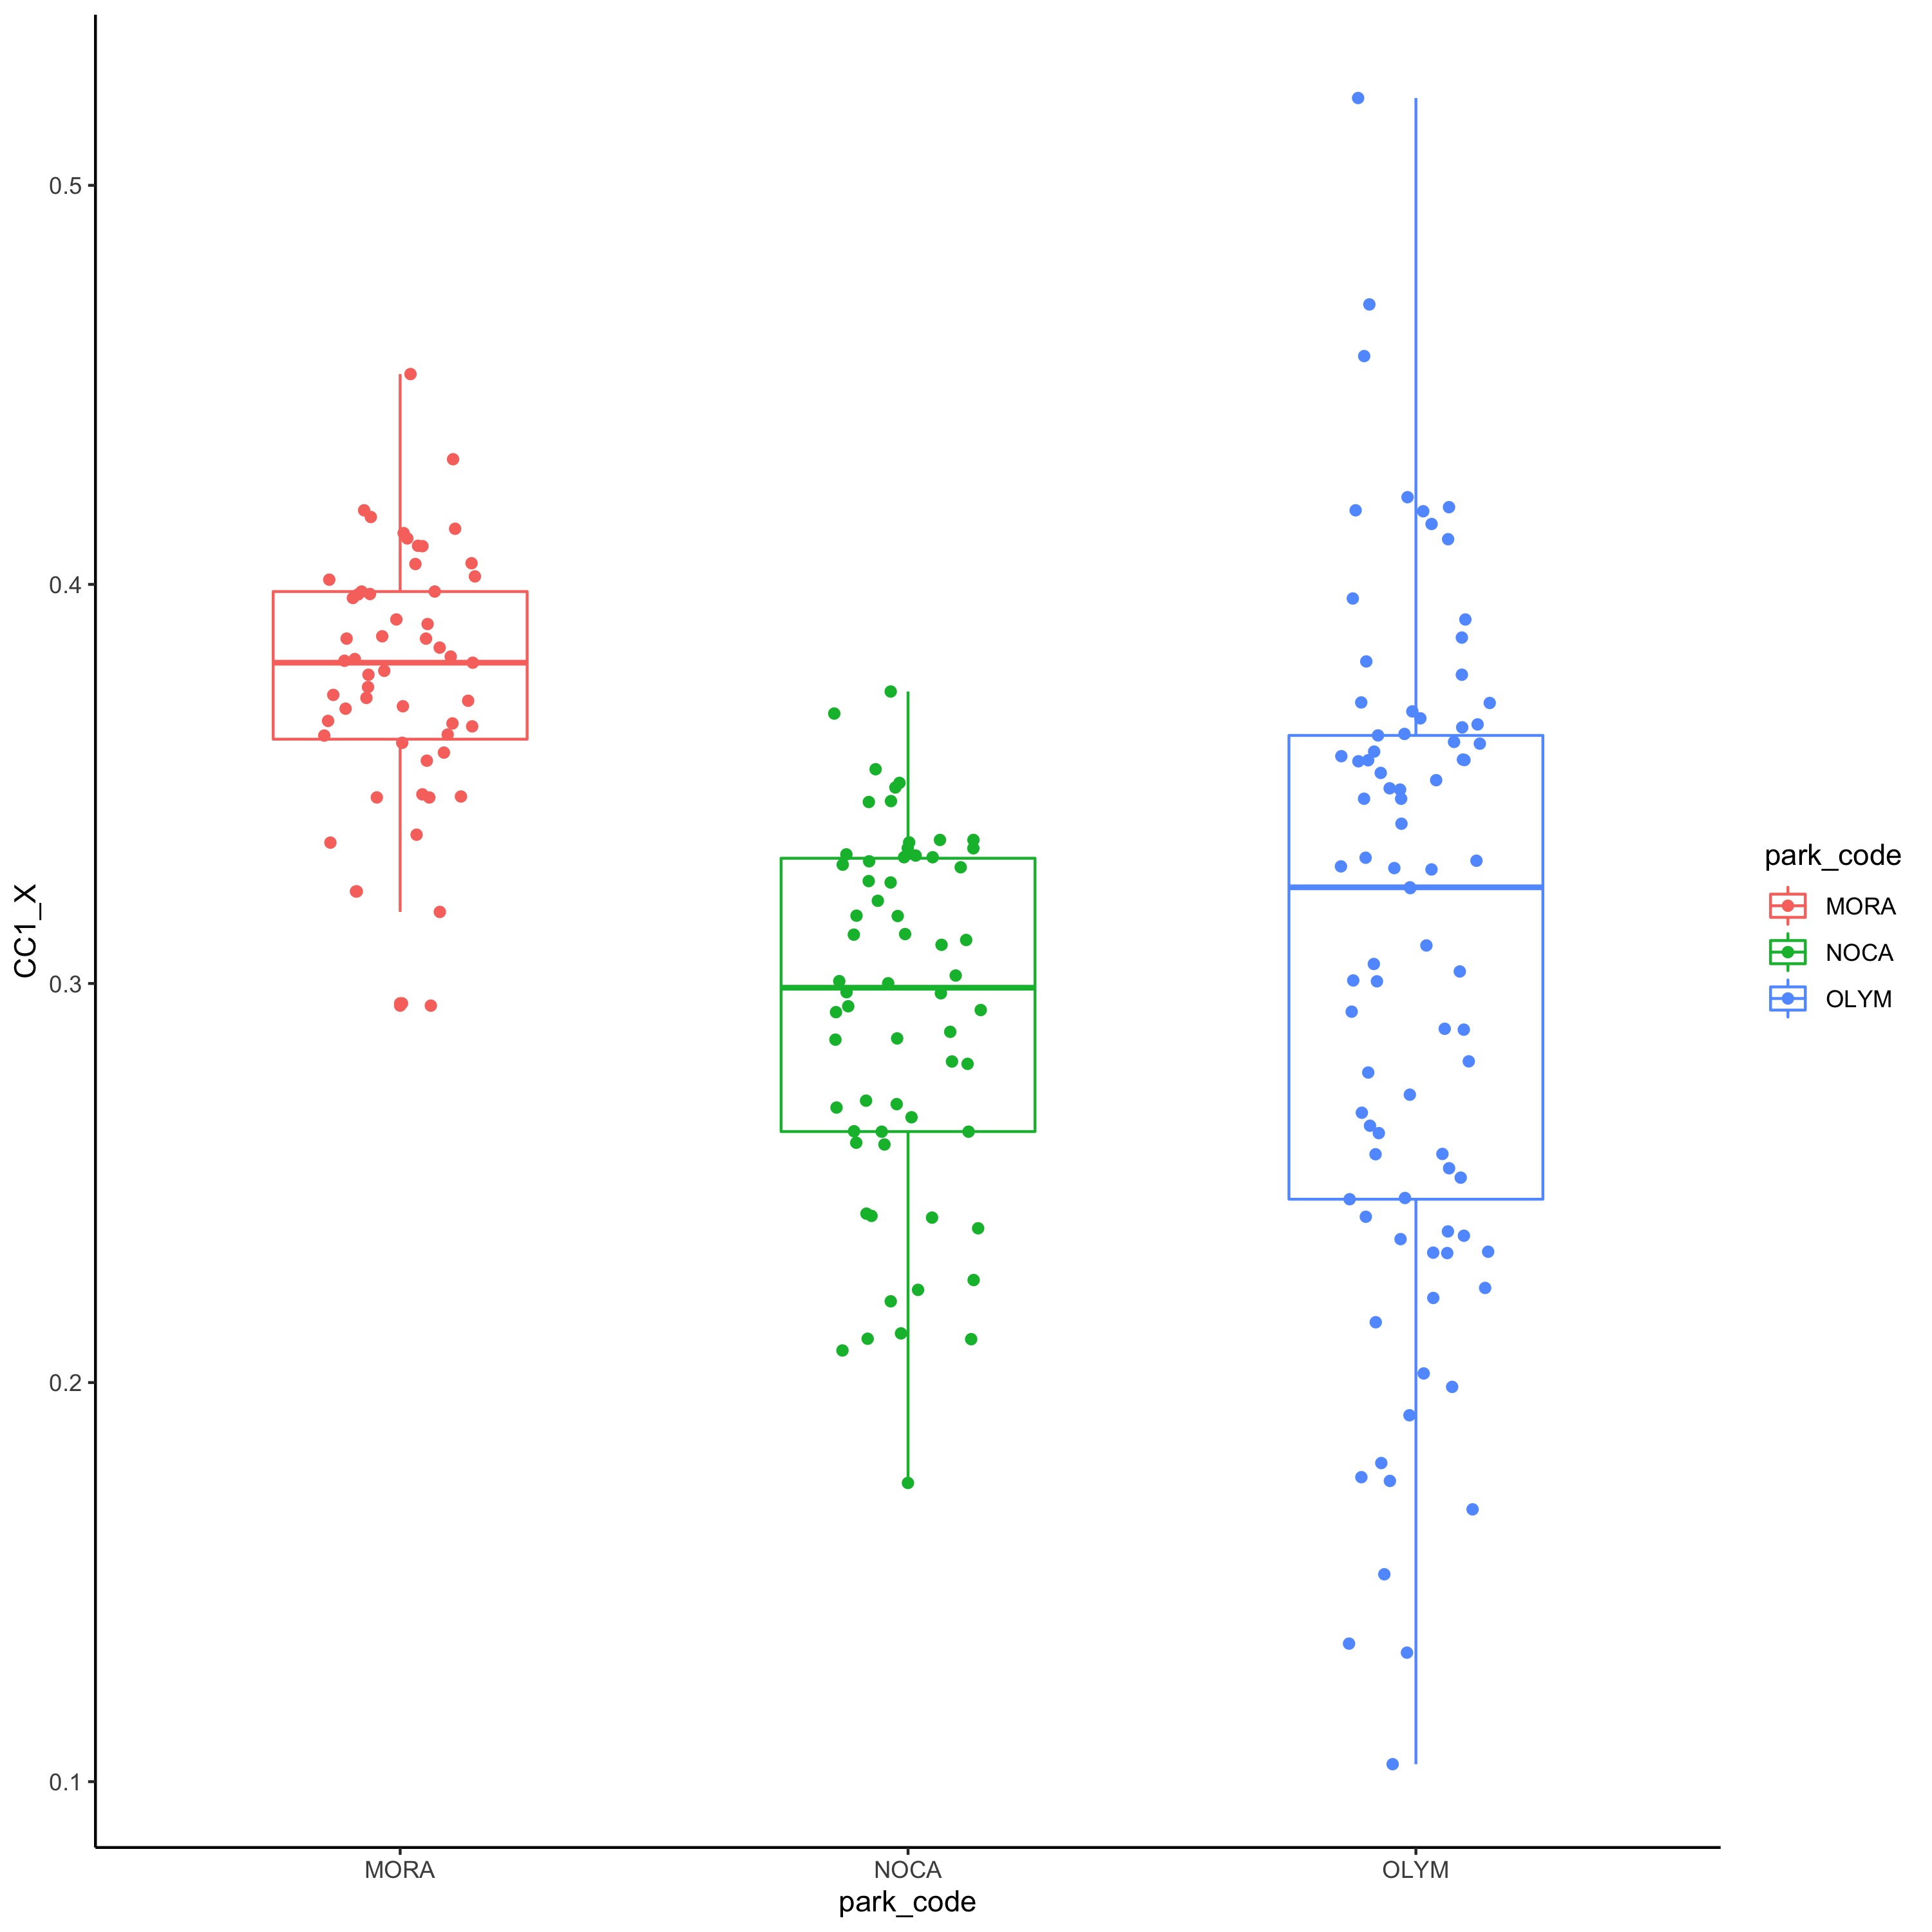 CC1_X
0.5
0.4
0.3
0.2
0.1
MORA
NOCA
OLYM
park_code
park_code
MORA
NOCA
OLYM